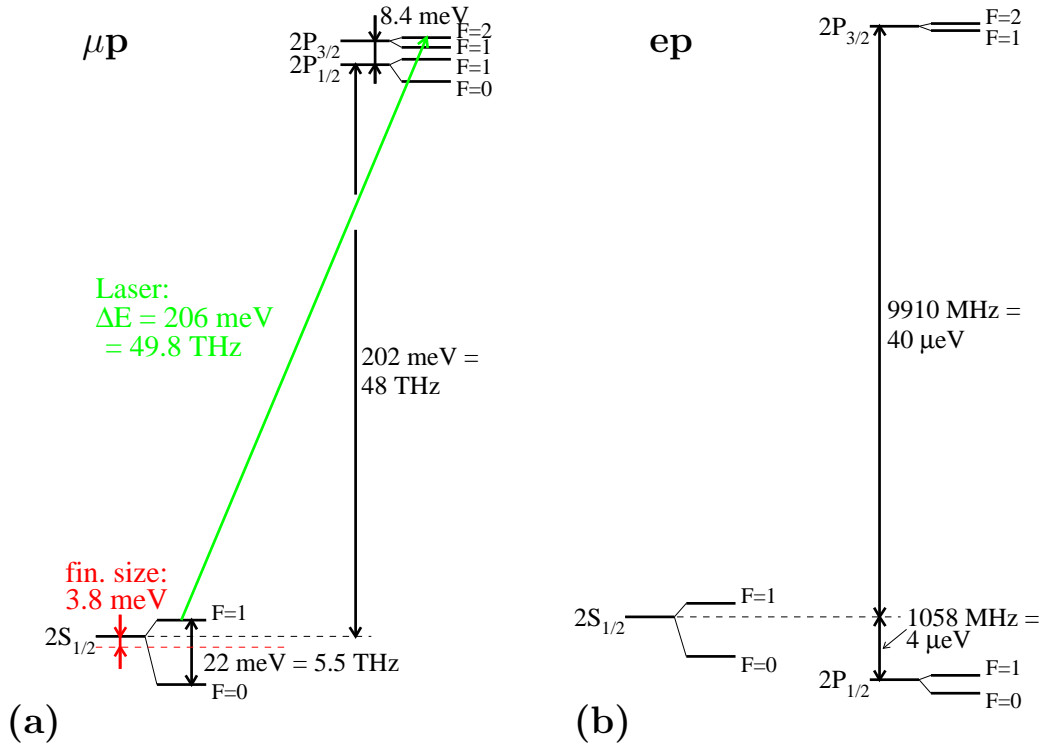 μp
8.4 meV
2P3/2
F=2
F=1
2P1/2
F=1
F=0
Laser:
ΔE = 206 meV
= 49.8 THz
202 meV =
48 THz
fin. size:
3.8 meV
F=1
2S1/2
22 meV = 5.5 THz
F=0
(a)
ep
2P3/2
F=2
F=1
9910 MHz =
40 μeV
F=1
2S1/2
F=0
1058 MHz =
4 μeV
2P1/2
F=1
F=0
(b)